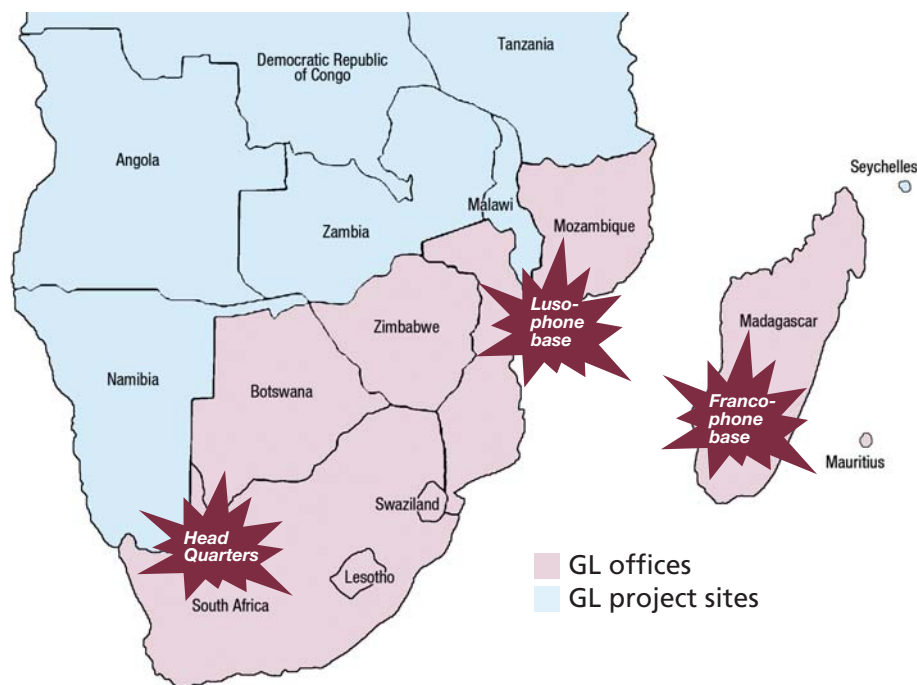 Tanzania
Democratic Republic
of Congo
Angola
Seychelles
Malawi
Mozambique
Zambia
Luso-
phone
base
Zimbabwe
Madagascar
Namibia
Botswana
Franco-
phone
base
Mauritius
Swaziland
Head
Quarters
Lesotho
South Africa
GL offices
GL project sites